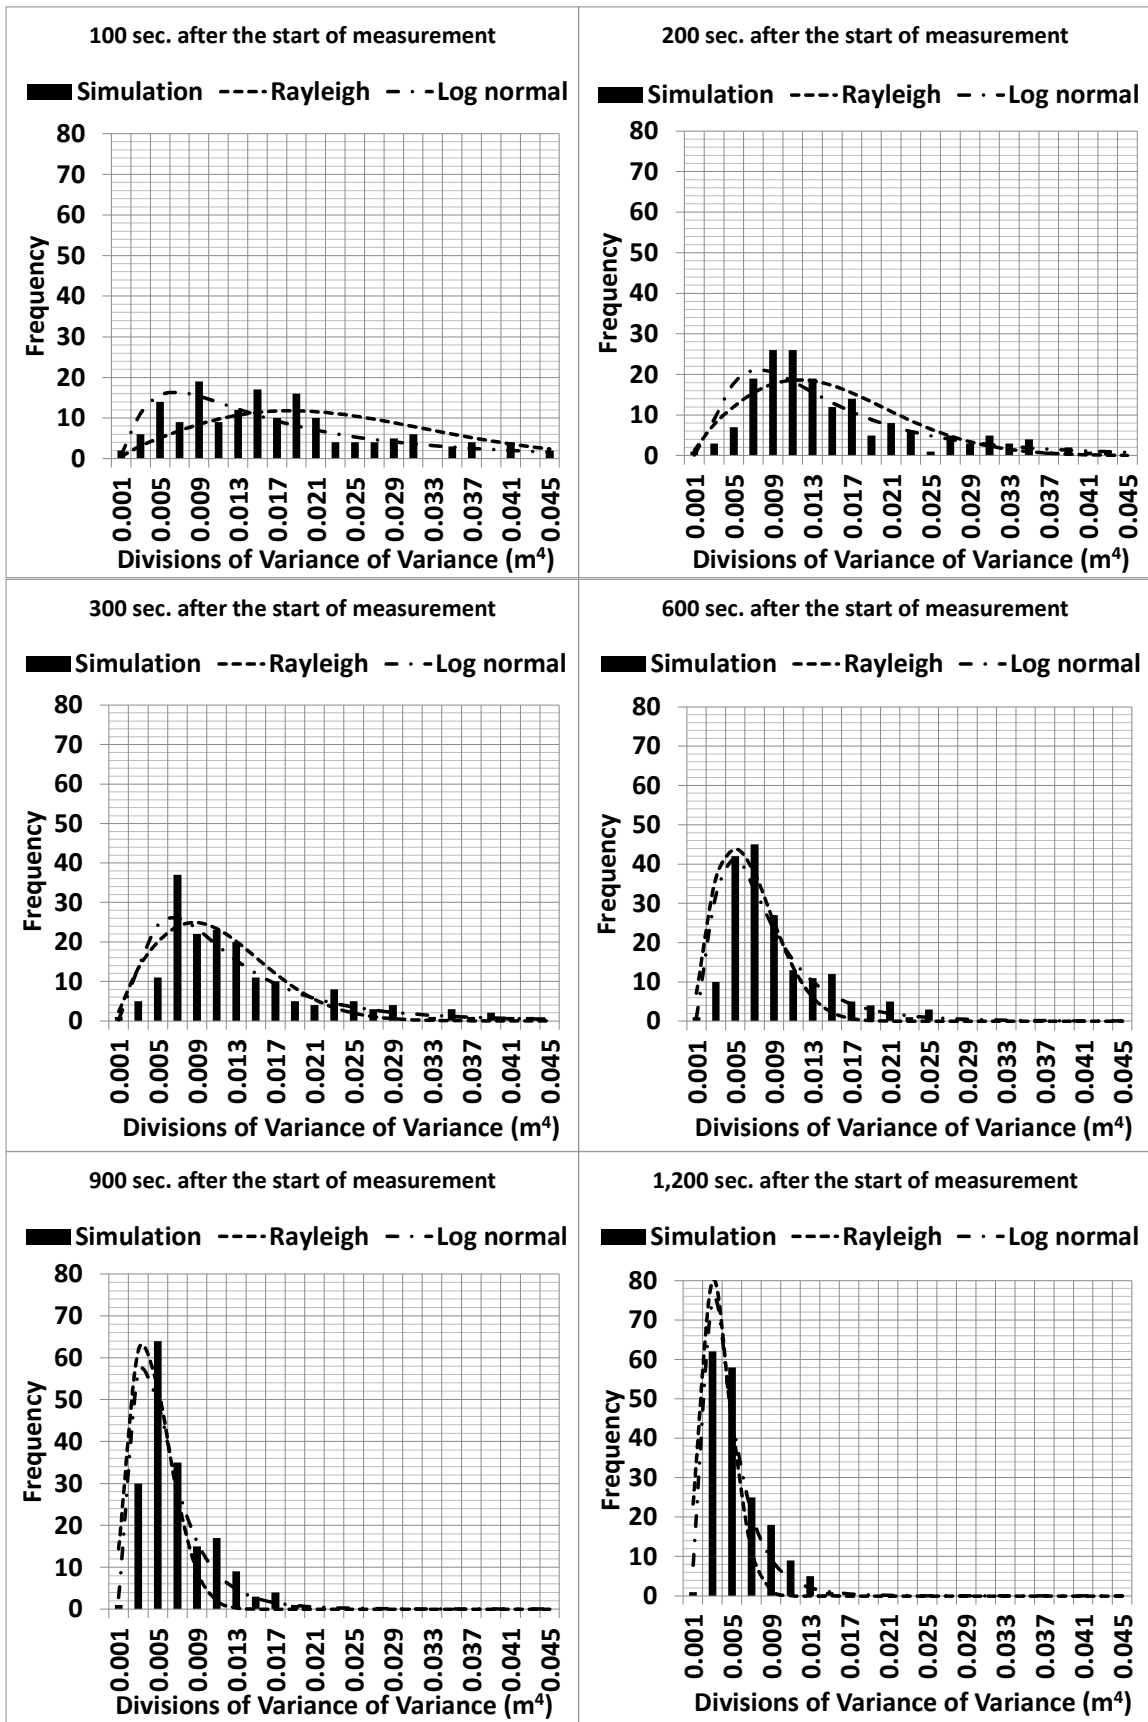 100 sec. after the start of measurement
Simulation Rayleigh Log normal
80
70
60
50
40
30
20
10
0
Frequency
0.001 0.005 0.009 0.013 0.017 0.021 0.025 0.029 0.033 0.037 0.041 0.045
Divisions of Variance of Variance (m⁴)
200 sec. after the start of measurement
Simulation Rayleigh Log normal
80
70
60
50
40
30
20
10
0
Frequency
0.001 0.005 0.009 0.013 0.017 0.021 0.025 0.029 0.033 0.037 0.041 0.045
Divisions of Variance of Variance (m⁴)
300 sec. after the start of measurement
Simulation Rayleigh Log normal
80
70
60
50
40
30
20
10
0
Frequency
0.001 0.005 0.009 0.013 0.017 0.021 0.025 0.029 0.033 0.037 0.041 0.045
Divisions of Variance of Variance (m⁴)
600 sec. after the start of measurement
Simulation Rayleigh Log normal
80
70
60
50
40
30
20
10
0
Frequency
0.001 0.005 0.009 0.013 0.017 0.021 0.025 0.029 0.033 0.037 0.041 0.045
Divisions of Variance of Variance (m⁴)
900 sec. after the start of measurement
Simulation Rayleigh Log normal
80
70
60
50
40
30
20
10
0
Frequency
0.001 0.005 0.009 0.013 0.017 0.021 0.025 0.029 0.033 0.037 0.041 0.045
Divisions of Variance of Variance (m⁴)
1,200 sec. after the start of measurement
Simulation Rayleigh Log normal
80
70
60
50
40
30
20
10
0
Frequency
0.001 0.005 0.009 0.013 0.017 0.021 0.025 0.029 0.033 0.037 0.041 0.045
Divisions of Variance of Variance (m⁴)